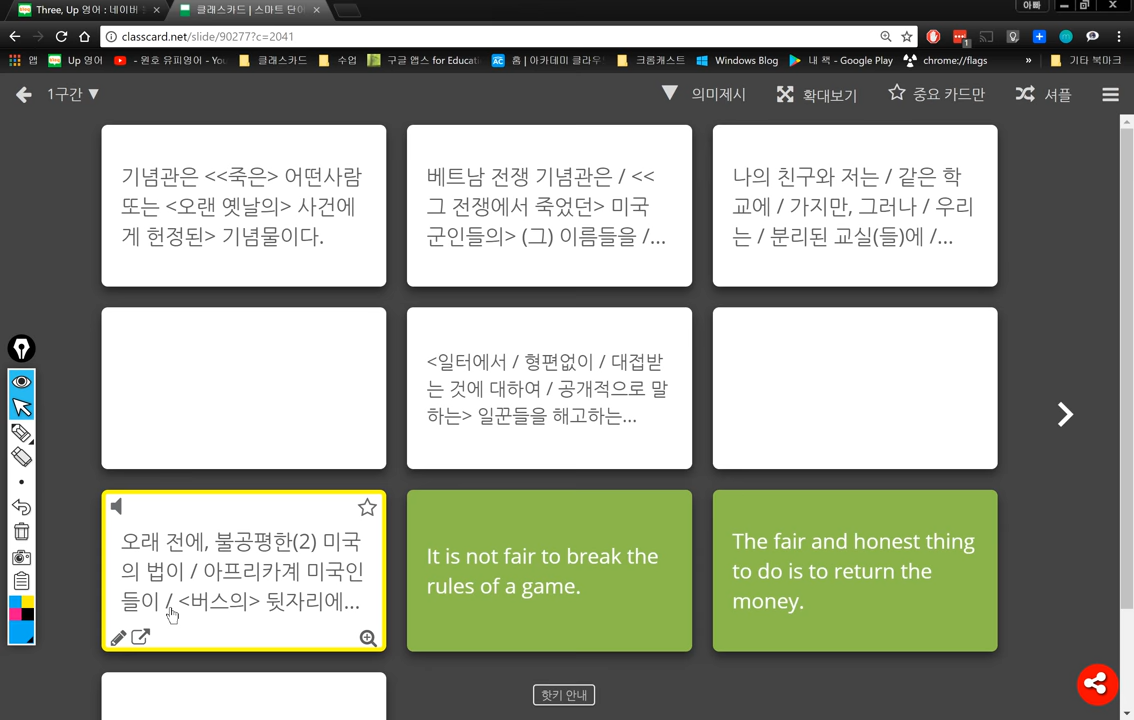 Three, Up 영어 : 네이버
클래스카드 | 스마트 단어
아빠
classcard.net/slide/90277?c=2041
앱
Up 영어
- 원호 유피영어 - You
클래스카드
수업
구글 앱스 for Educati
홈 | 아카데미 클라우
크롬캐스트
Windows Blog
내 책 - Google Play
chrome://flags
»
기타 북마크
1구간 ▼
의미제시
확대보기
중요 카드만
셔플
기념관은 <<죽은> 어떤사람
또는 <오랜 옛날의> 사건에
게 헌정된> 기념물이다.
베트남 전쟁 기념관은 / <<
그 전쟁에서 죽었던> 미국
군인들의> (그) 이름들을 /...
나의 친구와 저는 / 같은 학
교에 / 가지만, 그러나 / 우리
는 / 분리된 교실(들)에 /...
<일터에서 / 형편없이 / 대접받
는 것에 대하여 / 공개적으로 말
하는> 일꾼들을 해고하는...
오래 전에, 불공평한(2) 미국
의 법이 / 아프리카계 미국인
들이 / <버스의> 뒷자리에...
It is not fair to break the
rules of a game.
The fair and honest thing
to do is to return the
money.
핫키 안내